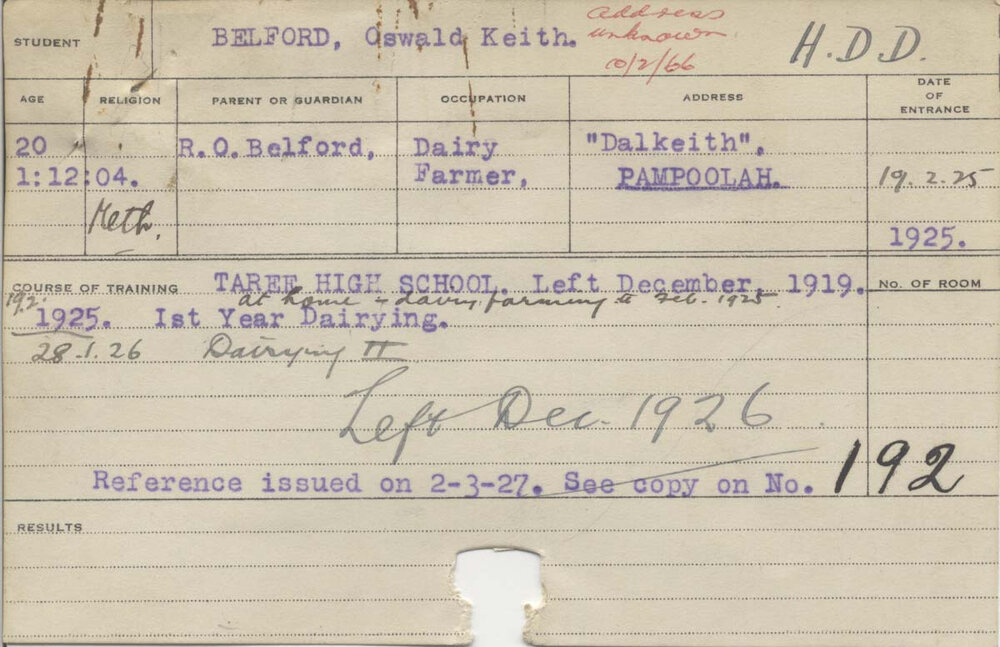 STUDENT BELFORD, Oswald Keith. address unknown 10/2/66 H.D.D.
AGE RELIGION PARENT OR GUARDIAN OCCUPATION ADDRESS DATE OF ENTRANCE
20 R.O.Belford, Dairy "Dalkeith",
1:12:04. Farmer, PAMPOOLAH. 19.2.25
Meth. 1925.
COURSE OF TRAINING TAREE HIGH SCHOOL. Left December, 1919. No. OF ROOM
192. at home & dairy farming to Feb. 1925
1925. Ist Year Dairying.
28.1.26 Dairying II
Left Dec. 1926
Reference issued on 2-3-27. See copy on No. 192
RESULTS